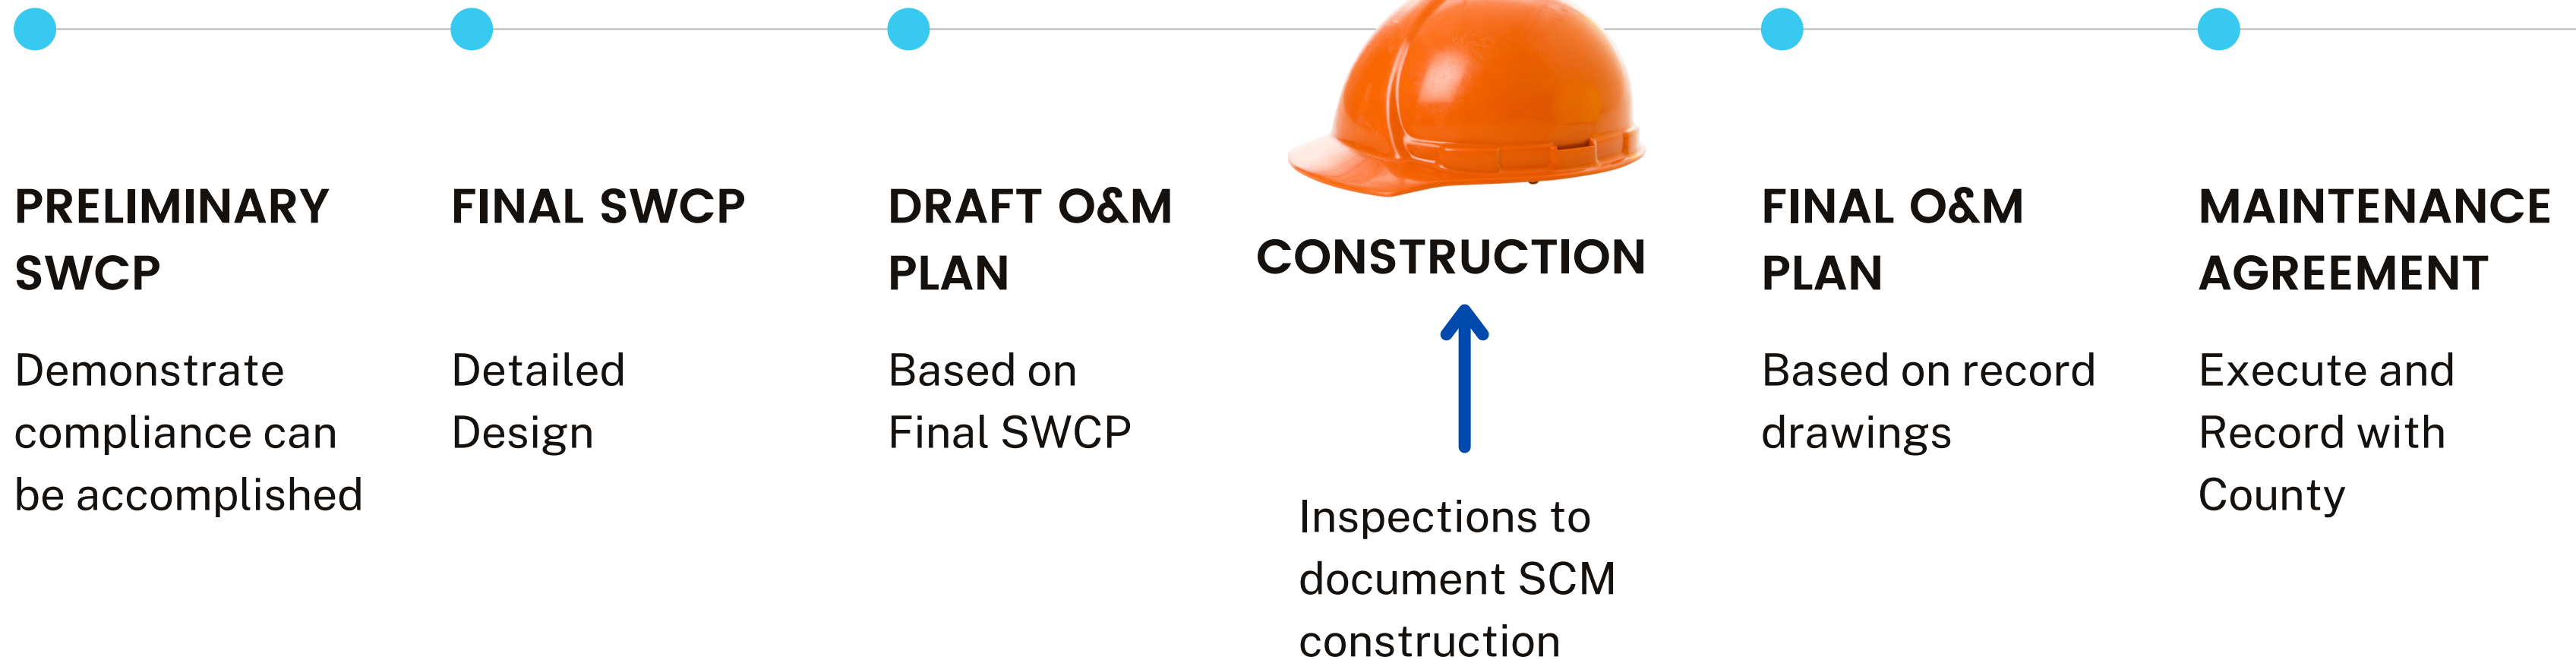 PRELIMINARY
SWCP
Demonstrate
compliance can
be accomplished
FINAL SWCP
Detailed
Design
DRAFT O&M
PLAN
Based on
Final SWCP
CONSTRUCTION
Inspections to
document SCM
construction
FINAL O&M
PLAN
Based on record
drawings
MAINTENANCE
AGREEMENT
Execute and
Record with
County